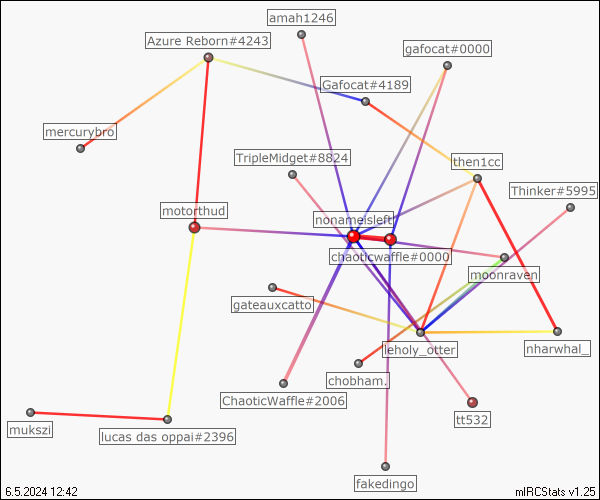 amah1246
Azure Reborn#4243
gafocat#0000
Gafocat#4189
mercurybro
TripleMidget#8824
then1cc
Thinker#5995
motorthud
nonameisleft
chaoticwaffle#0000
moonraven
gateauxcatto
leholy_otter
nharwhal_
chobham.
ChaoticWaffle#2006
tt532
mukszi
lucas das oppai#2396
fakedingo
6.5.2024 12:42
mIRCStats v1.25